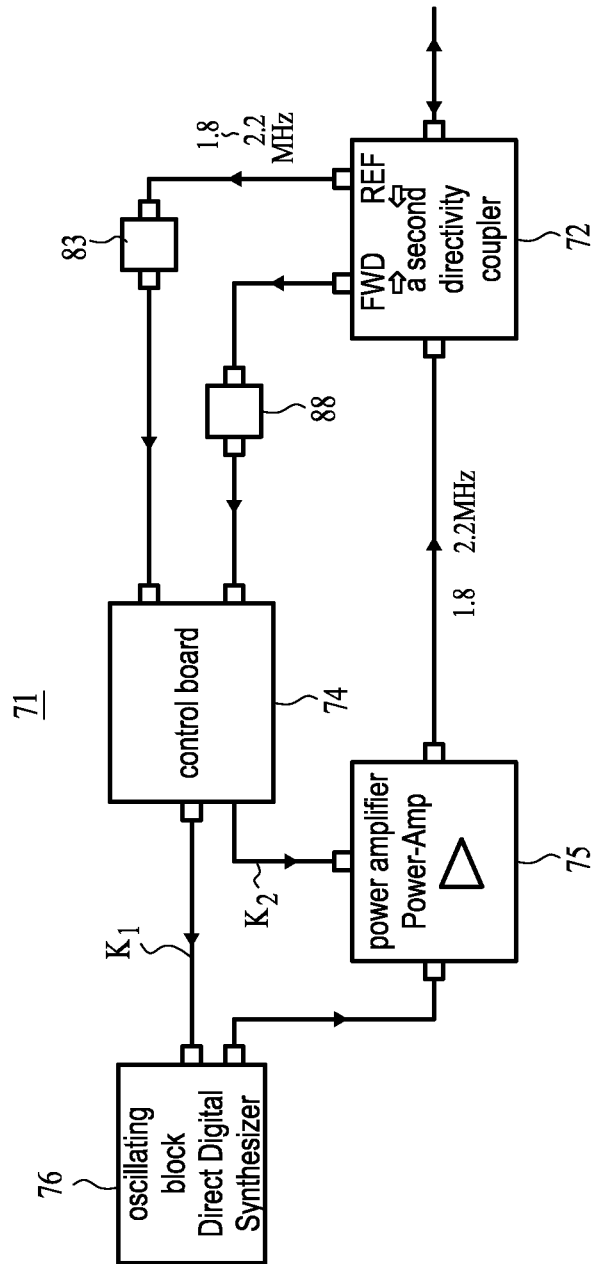 71
76
oscillating
block
Direct Digital
Synthesizer
K1
K2
control board
74
83
88
1.8
~
2.2
MHz
power amplifier
Power-Amp
75
1.8 2.2MHz
FWD REF
⇨ ⇦
a second
directivity
coupler
72